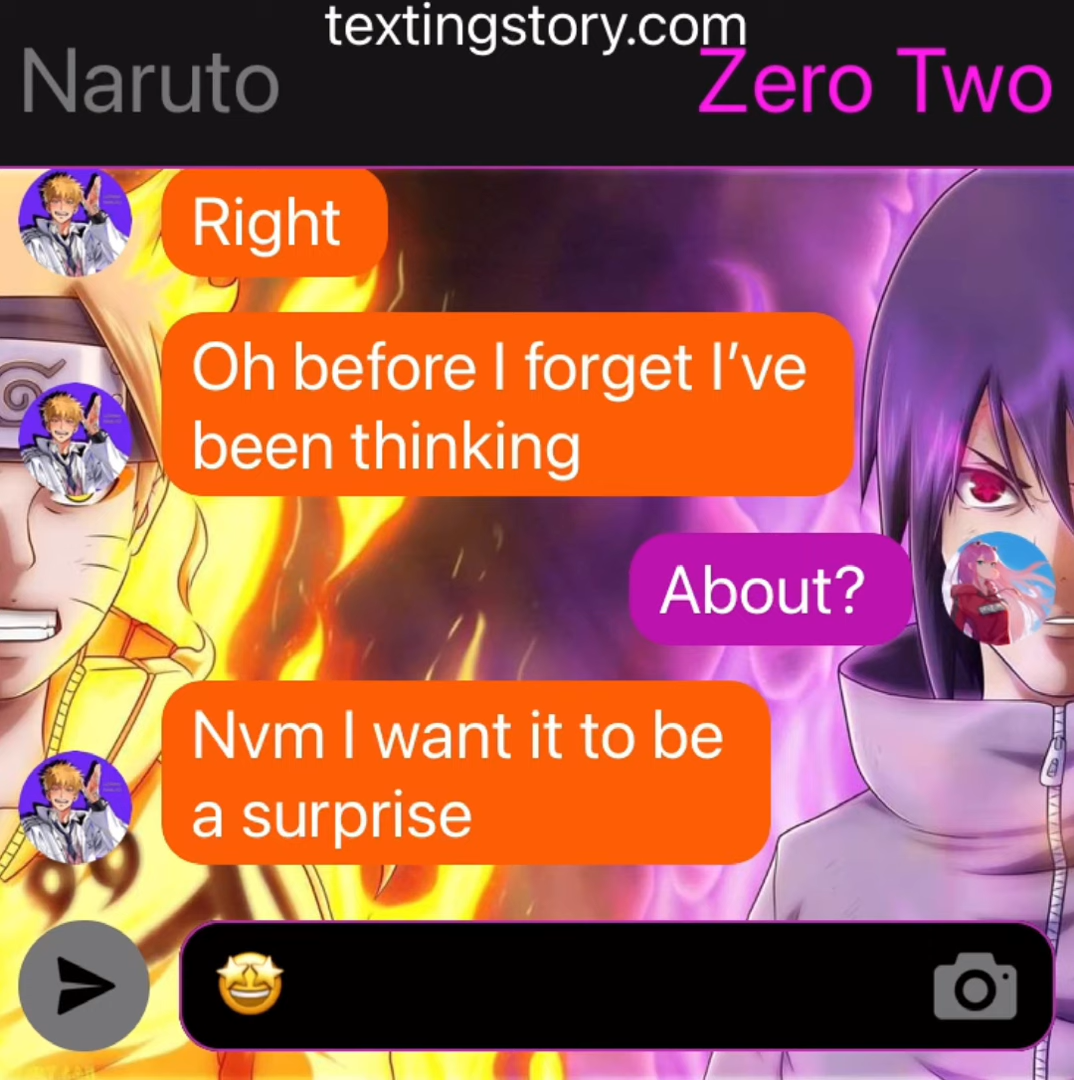 textingstory.com
Naruto
Zero Two
Right
Oh before I forget I’ve
been thinking
About?
Nvm I want it to be
a surprise
🤩